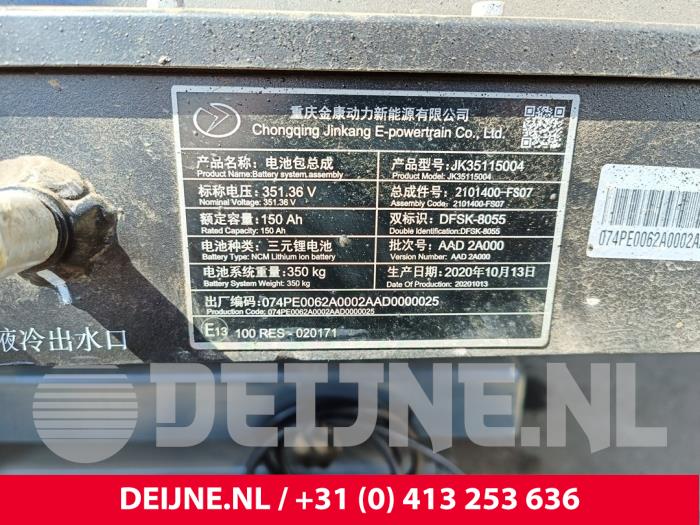 重庆金康动力新能源有限公司
Chongqing Jinkang E-powertrain Co., Ltd.
产品名称：电池包总成
Product Name:Battery system.assembly
产品型号：JK35115004
Product Model:JK35115004
标称电压：351.36 V
Nominal Voltage: 351.36 V
总成件号：2101400-FS07
Assembly Code: 2101400-FS07
额定容量：150 Ah
Rated Capacity: 150 Ah
双标识：DFSK-8055
Double Identification:DFSK-8055
电池种类：三元锂电池
Battery Type: NCM Lithium ion battery
批次号：AAD 2A000
Version Number: AAD 2A000
电池系统重量：350 kg
Battery System Weight: 350 kg
生产日期：2020年10月13日
Date Of Production: 20201013
出厂编码：074PE0062A0002AAD0000025
Production Code: 074PE0062A0002AAD0000025
E13 100 RES - 020171
074PE0062A0002A
液冷出水口
DEIJNE.NL
DEIJNE.NL / +31 (0) 413 253 636